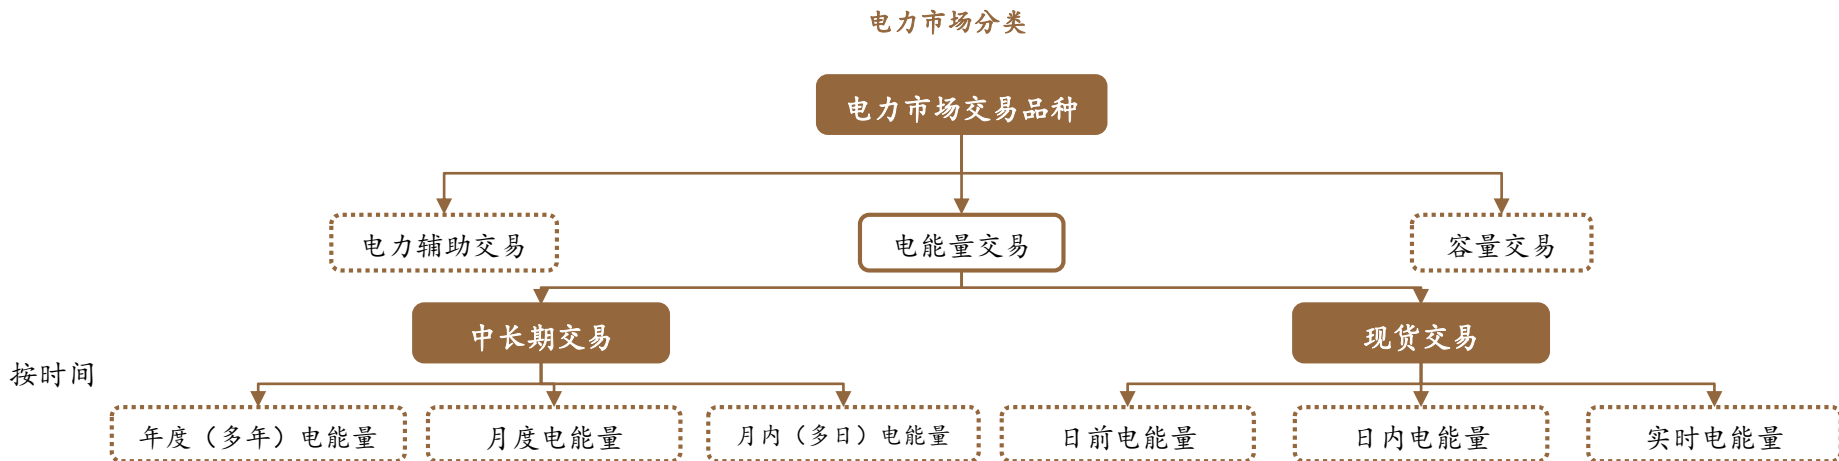 电力市场分类
电力市场交易品种
电力辅助交易
电能量交易
容量交易
中长期交易
现货交易
按时间
年度（多年）电能量
月度电能量
月内（多日）电能量
日前电能量
日内电能量
实时电能量